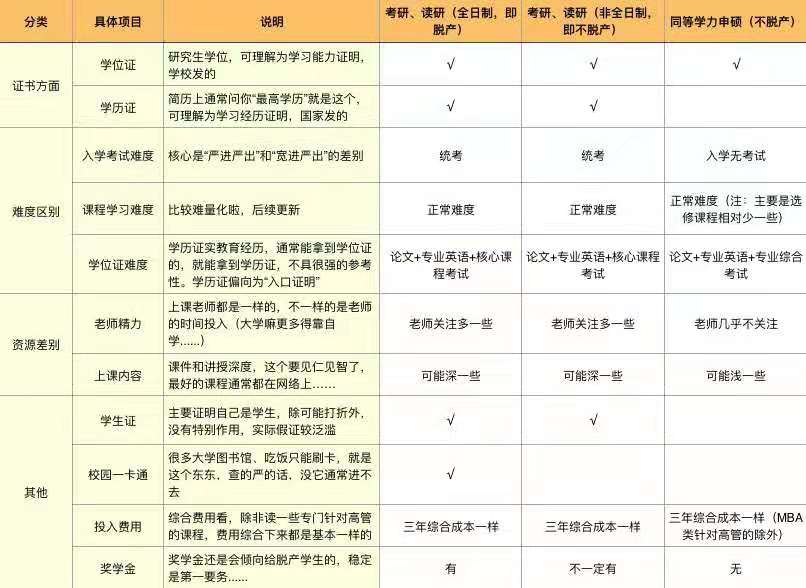 分类
具体项目
说明
考研、读研（全日制，即
脱产）
考研、读研（非全日制，
即不脱产）
同等学力申硕（不脱产）
证书方面
学位证
研究生学位，可理解为学习能力证明，
学校发的
√
√
√
学历证
简历上通常问你“最高学历”就是这个，
可理解为学习经历证明，国家发的
√
√
难度区别
入学考试难度
核心是“严进严出”和“宽进严出”的差别
统考
统考
入学无考试
课程学习难度
比较难量化啦，后续更新
正常难度
正常难度
正常难度（注：主要是选
修课程相对少一些）
学位证难度
学历证实教育经历，通常能拿到学位证
的，就能拿到学历证，不具很强的参考
性。学历证偏向为“入口证明”
论文+专业英语+核心课
程考试
论文+专业英语+核心课程
考试
论文+专业英语+专业综合
考试
资源差别
老师精力
上课老师都是一样的，不一样的是老师
的时间投入（大学嘛更多得靠自
学......）
老师关注多一些
老师关注多一些
老师几乎不关注
上课内容
课件和讲授深度，这个要见仁见智了，
最好的课程通常都在网络上……
可能深一些
可能深一些
可能浅一些
其他
学生证
主要证明自己是学生，除可能打折外，
没有特别作用，实际假证较泛滥
√
√
校园一卡通
很多大学图书馆、吃饭只能刷卡，就是
这个东东，查的严的话，没它通常进不
去
√
投入费用
综合费用看，除非读一些专门针对高管
的课程，费用综合下来都是基本一样的
三年综合成本一样
三年综合成本一样
三年综合成本一样（MBA
类针对高管的除外）
奖学金
奖学金还是会倾向给脱产学生的，稳定
是第一要务......
有
不一定有
无